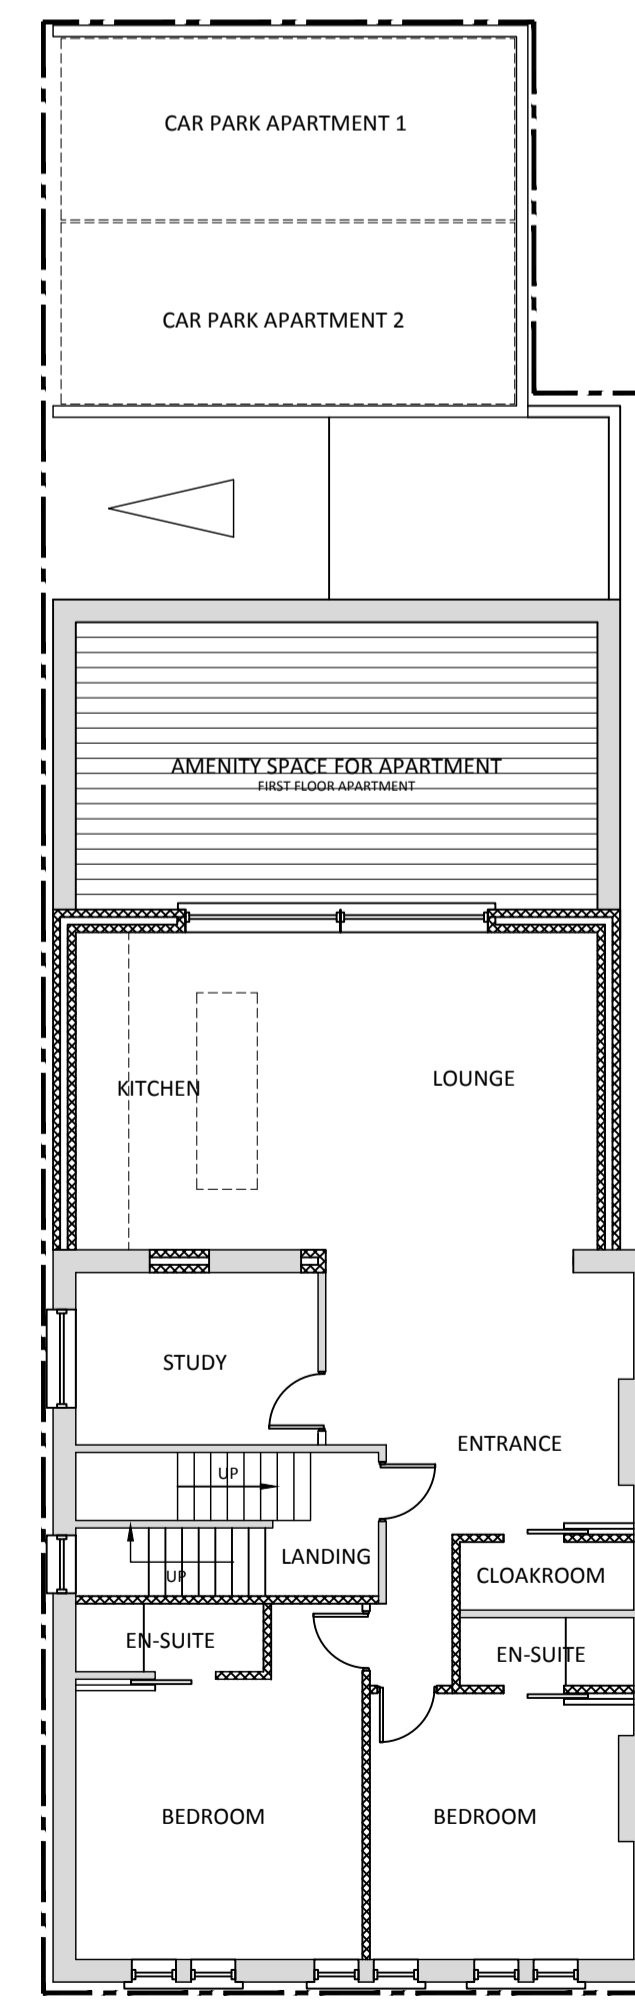 CAR PARK APARTMENT 1
CAR PARK APARTMENT 2
AMENITY SPACE FOR APARTMENT
FIRST FLOOR APARTMENT
KITCHEN
LOUNGE
STUDY
ENTRANCE
UP
LANDING
UP
CLOAKROOM
EN-SUITE
EN-SUITE
BEDROOM
BEDROOM